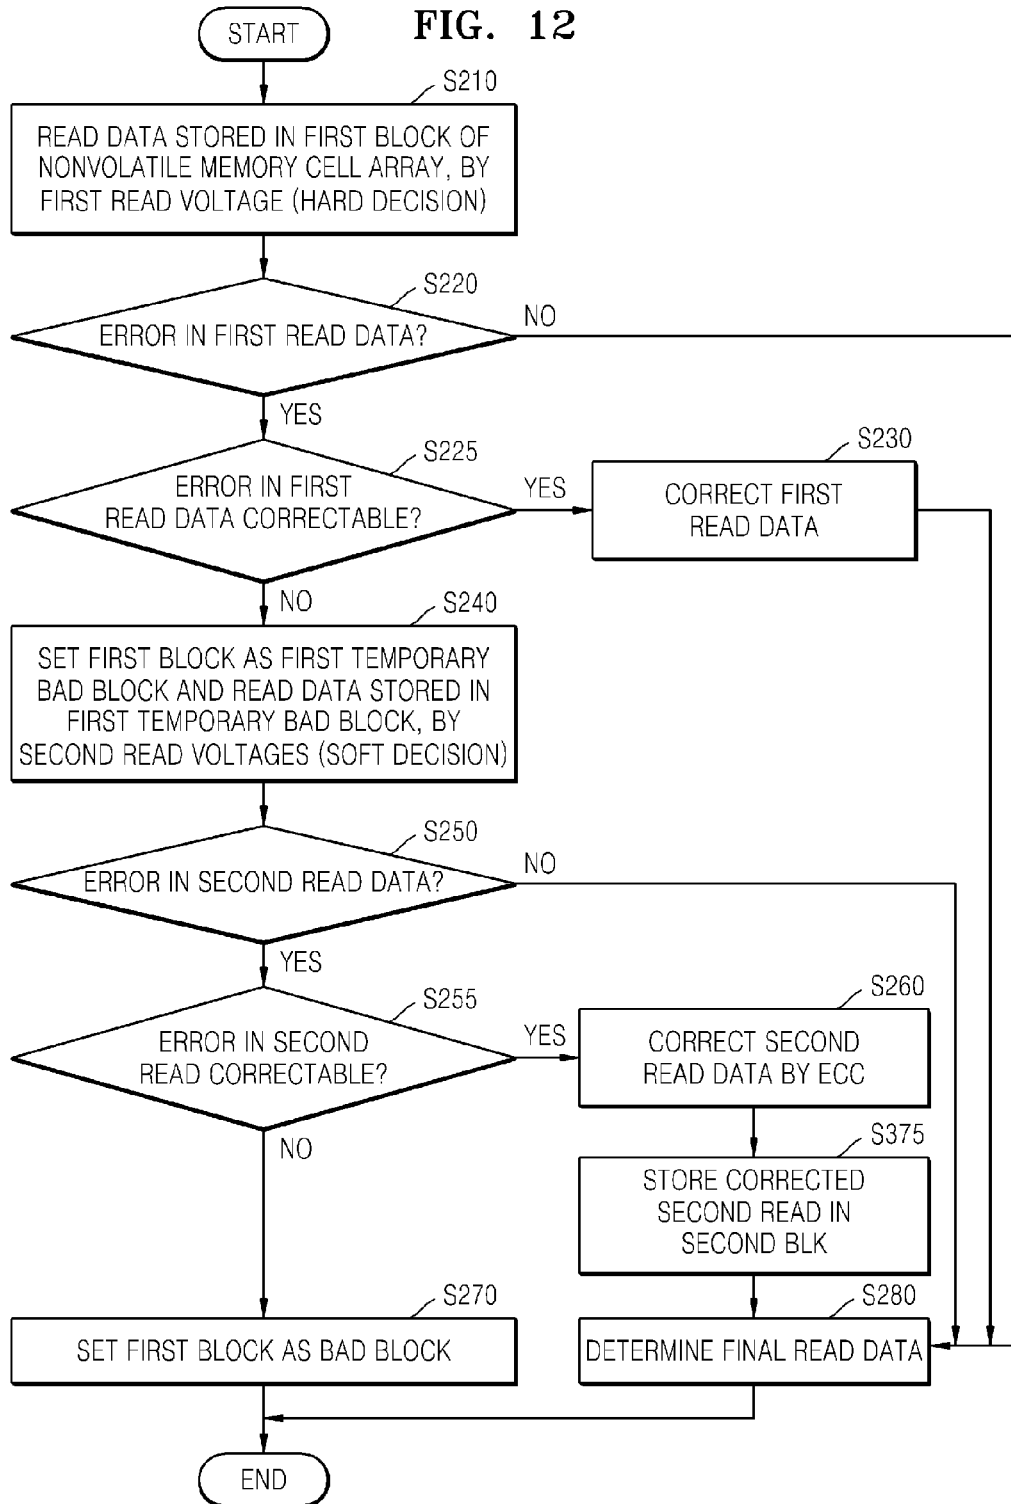 FIG. 12
START
S210
READ DATA STORED IN FIRST BLOCK OF
NONVOLATILE MEMORY CELL ARRAY, BY
FIRST READ VOLTAGE (HARD DECISION)
S220
ERROR IN FIRST READ DATA?
NO
YES
S225
ERROR IN FIRST
READ DATA CORRECTABLE?
YES
S230
CORRECT FIRST
READ DATA
NO
S240
SET FIRST BLOCK AS FIRST TEMPORARY
BAD BLOCK AND READ DATA STORED IN
FIRST TEMPORARY BAD BLOCK, BY
SECOND READ VOLTAGES (SOFT DECISION)
S250
ERROR IN SECOND READ DATA?
NO
YES
S255
ERROR IN SECOND
READ CORRECTABLE?
YES
S260
CORRECT SECOND
READ DATA BY ECC
NO
S375
STORE CORRECTED
SECOND READ IN
SECOND BLK
S270
SET FIRST BLOCK AS BAD BLOCK
S280
DETERMINE FINAL READ DATA
END